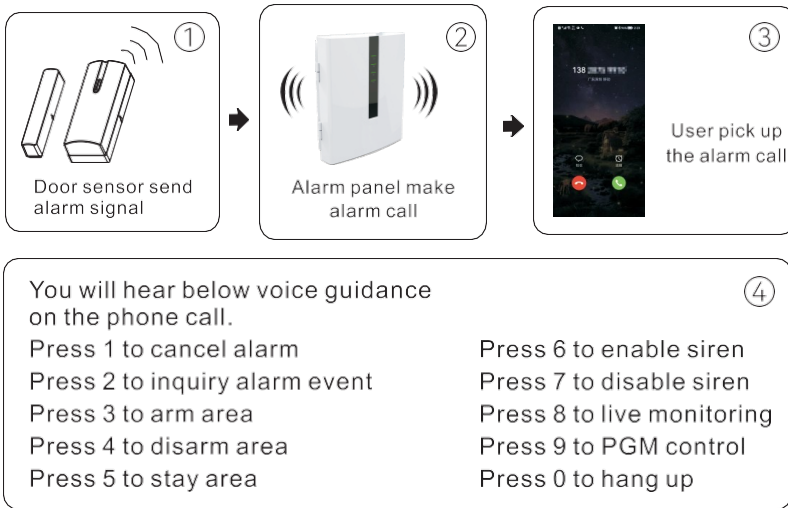 ①
Door sensor send
alarm signal
②
Alarm panel make
alarm call
③
138
User pick up
the alarm call
④
You will hear below voice guidance
on the phone call.
Press 1 to cancel alarm
Press 2 to inquiry alarm event
Press 3 to arm area
Press 4 to disarm area
Press 5 to stay area
Press 6 to enable siren
Press 7 to disable siren
Press 8 to live monitoring
Press 9 to PGM control
Press 0 to hang up